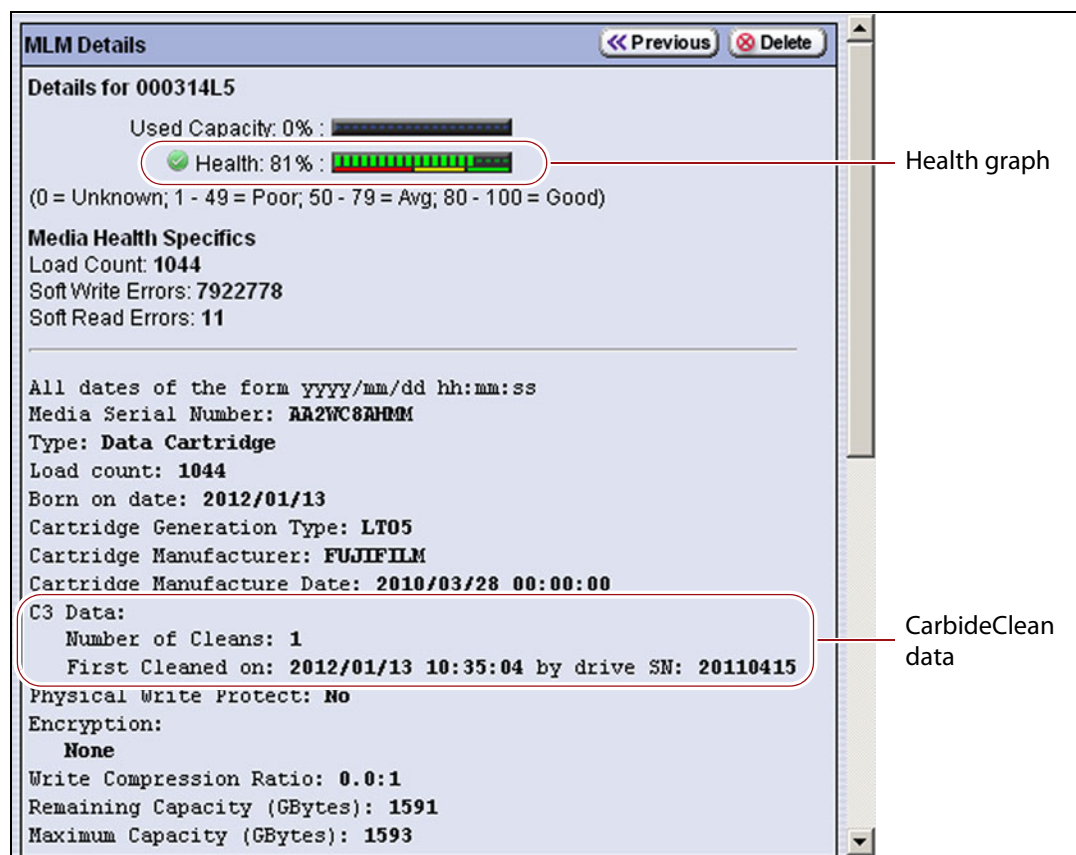 MLM Details
Previous
Delete
Details for 000314L5
Used Capacity: 0% :
Health: 81% :
Health graph
(0 = Unknown; 1 - 49 = Poor; 50 - 79 = Avg; 80 - 100 = Good)
Media Health Specifics
Load Count: 1044
Soft Write Errors: 7922778
Soft Read Errors: 11
All dates of the form yyyy/mm/dd hh:mm:ss
Media Serial Number: AA2WC8AHMM
Type: Data Cartridge
Load count: 1044
Born on date: 2012/01/13
Cartridge Generation Type: LTO5
Cartridge Manufacturer: FUJIFILM
Cartridge Manufacture Date: 2010/03/28 00:00:00
C3 Data:
Number of Cleans: 1
First Cleaned on: 2012/01/13 10:35:04 by drive SN: 20110415
CarbideClean
data
Physical Write Protect: No
Encryption:
None
Write Compression Ratio: 0.0:1
Remaining Capacity (GBytes): 1591
Maximum Capacity (GBytes): 1593